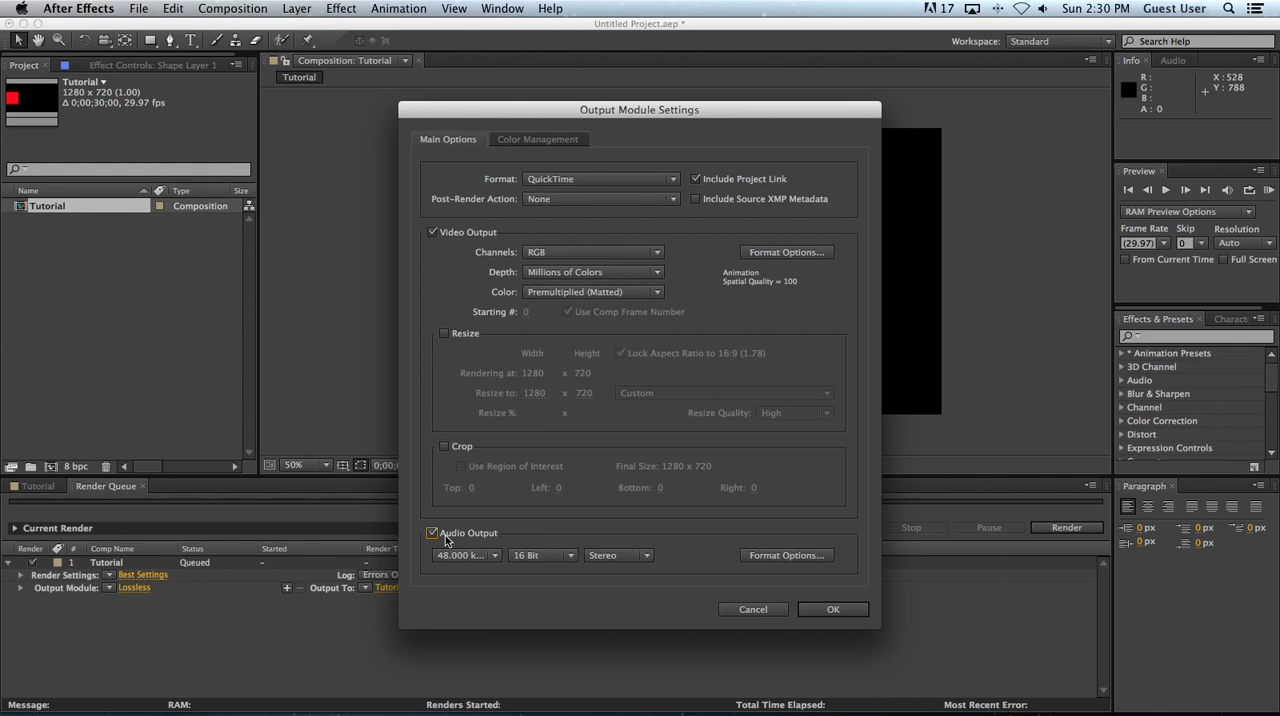 After Effects File Edit Composition Layer Effect Animation View Window Help 17 Sun 2:30 PM Guest User
Untitled Project.aep *
Workspace: Standard Search Help
Project Effect Controls: Shape Layer 1
Composition: Tutorial
Info Audio
Tutorial
1280 x 720 (1.00)
Δ 0;00;30;00, 29.97 fps
Tutorial
R :
G :
B :
A : 0
X : 528
Y : 788
Name Type Size
Tutorial Composition
8 bpc
50% 0;00
Preview
RAM Preview Options
Frame Rate Skip Resolution
(29.97) 0 Auto
From Current Time Full Screen
Effects & Presets Characte
* Animation Presets
3D Channel
Audio
Blur & Sharpen
Channel
Color Correction
Distort
Expression Controls
Paragraph
0 px 0 px 0 px
0 px 0 px
Output Module Settings
Main Options Color Management
Format: QuickTime Include Project Link
Post-Render Action: None Include Source XMP Metadata
Video Output
Channels: RGB Format Options...
Depth: Millions of Colors
Animation
Spatial Quality = 100
Color: Premultiplied (Matted)
Starting #: 0 Use Comp Frame Number
Resize
Width Height Lock Aspect Ratio to 16:9 (1.78)
Rendering at: 1280 x 720
Resize to: 1280 x 720 Custom
Resize % : x Resize Quality: High
Crop
Use Region of Interest Final Size: 1280 x 720
Top: 0 Left: 0 Bottom: 0 Right: 0
Audio Output
48.000 k... 16 Bit Stereo Format Options...
Cancel OK
Tutorial Render Queue
Current Render Stop Pause Render
Render # Comp Name Status Started Render T
1 Tutorial Queued -
Render Settings: Best Settings Log: Errors O
Output Module: Lossless Output To: Tutor
Message: RAM: Renders Started: Total Time Elapsed: Most Recent Error: